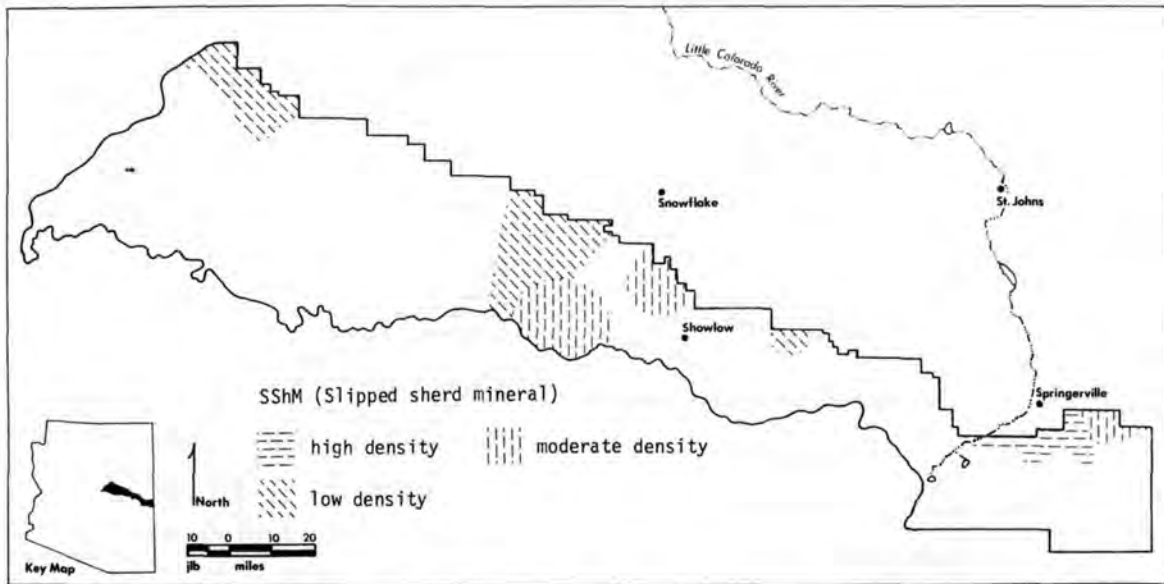 Little Colorado River
Snowflake
St. Johns
Showlow
Springerville
SShM (Slipped sherd mineral)
high density
moderate density
low density
North
10 0 10 20
jlb miles
Key Map